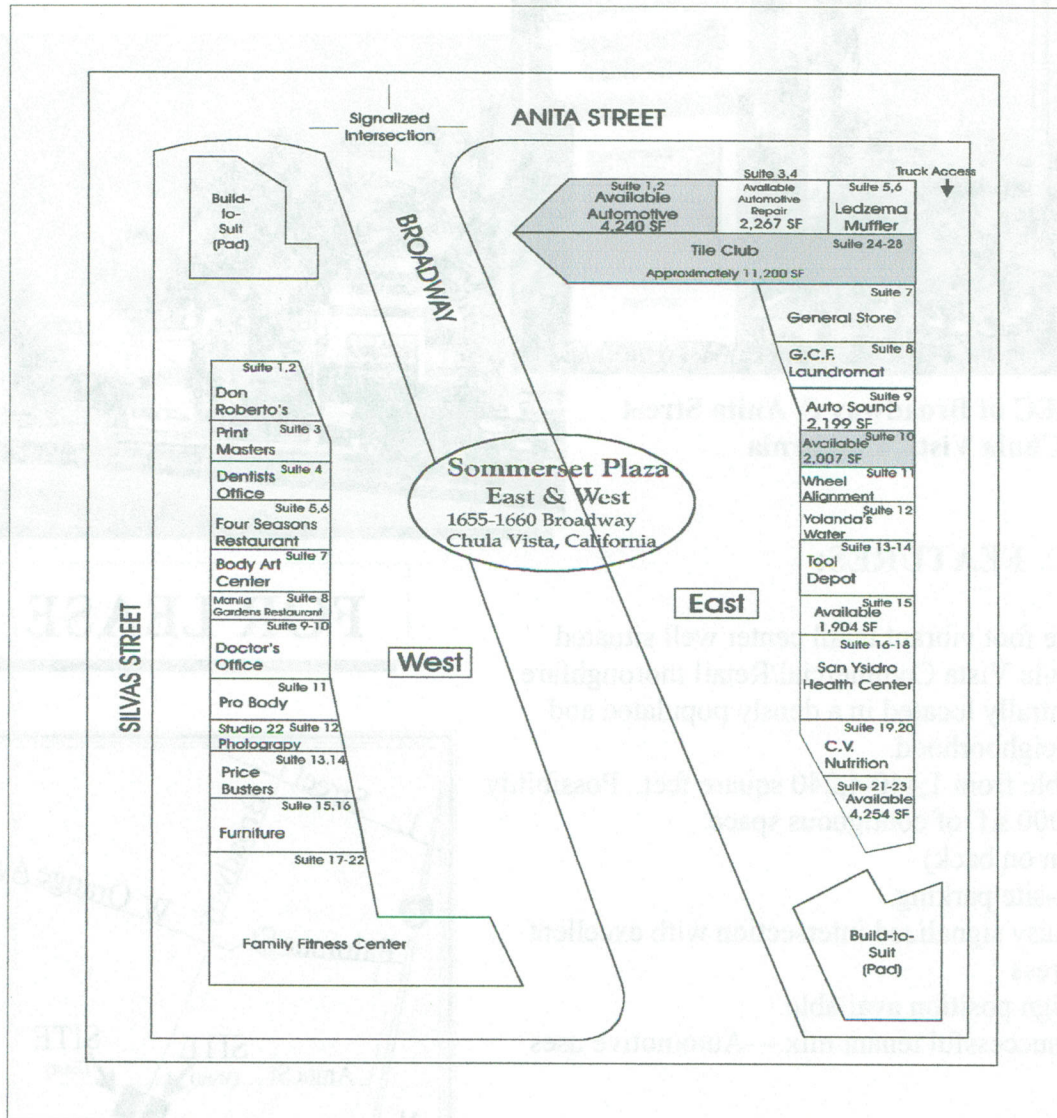 Signalized
Intersection
ANITA STREET
BROADWAY
SILVAS STREET
Truck Access
Build-
to-
Suit
(Pad)
Suite 1,2
Available
Automotive
4,240 SF
Suite 3,4
Available
Automotive
Repair
2,267 SF
Suite 5,6
Ledzema
Muffler
Tile Club
Suite 24-28
Approximately 11,200 SF
Suite 7
General Store
Suite 8
G.C.F.
Laundromat
Suite 9
Auto Sound
2,199 SF
Suite 10
Available
2,007 SF
Suite 11
Wheel
Alignment
Suite 12
Yolanda's
Water
Suite 13-14
Tool
Depot
Suite 15
Available
1,904 SF
Suite 16-18
San Ysidro
Health Center
Suite 19-20
C.V.
Nutrition
Suite 21-23
Available
4,254 SF
Build-to-
Suit
(Pad)
East
Sommerset Plaza
East & West
1655-1660 Broadway
Chula Vista, California
West
Suite 1,2
Don
Roberto's
Suite 3
Print
Masters
Suite 4
Dentists
Office
Suite 5,6
Four Seasons
Restaurant
Suite 7
Body Art
Center
Suite 8
Manila
Gardens Restaurant
Suite 9-10
Doctor's
Office
Suite 11
Pro Body
Studio 22 Suite 12
Photograpy
Suite 13,14
Price
Busters
Suite 15,16
Furniture
Suite 17-22
Family Fitness Center